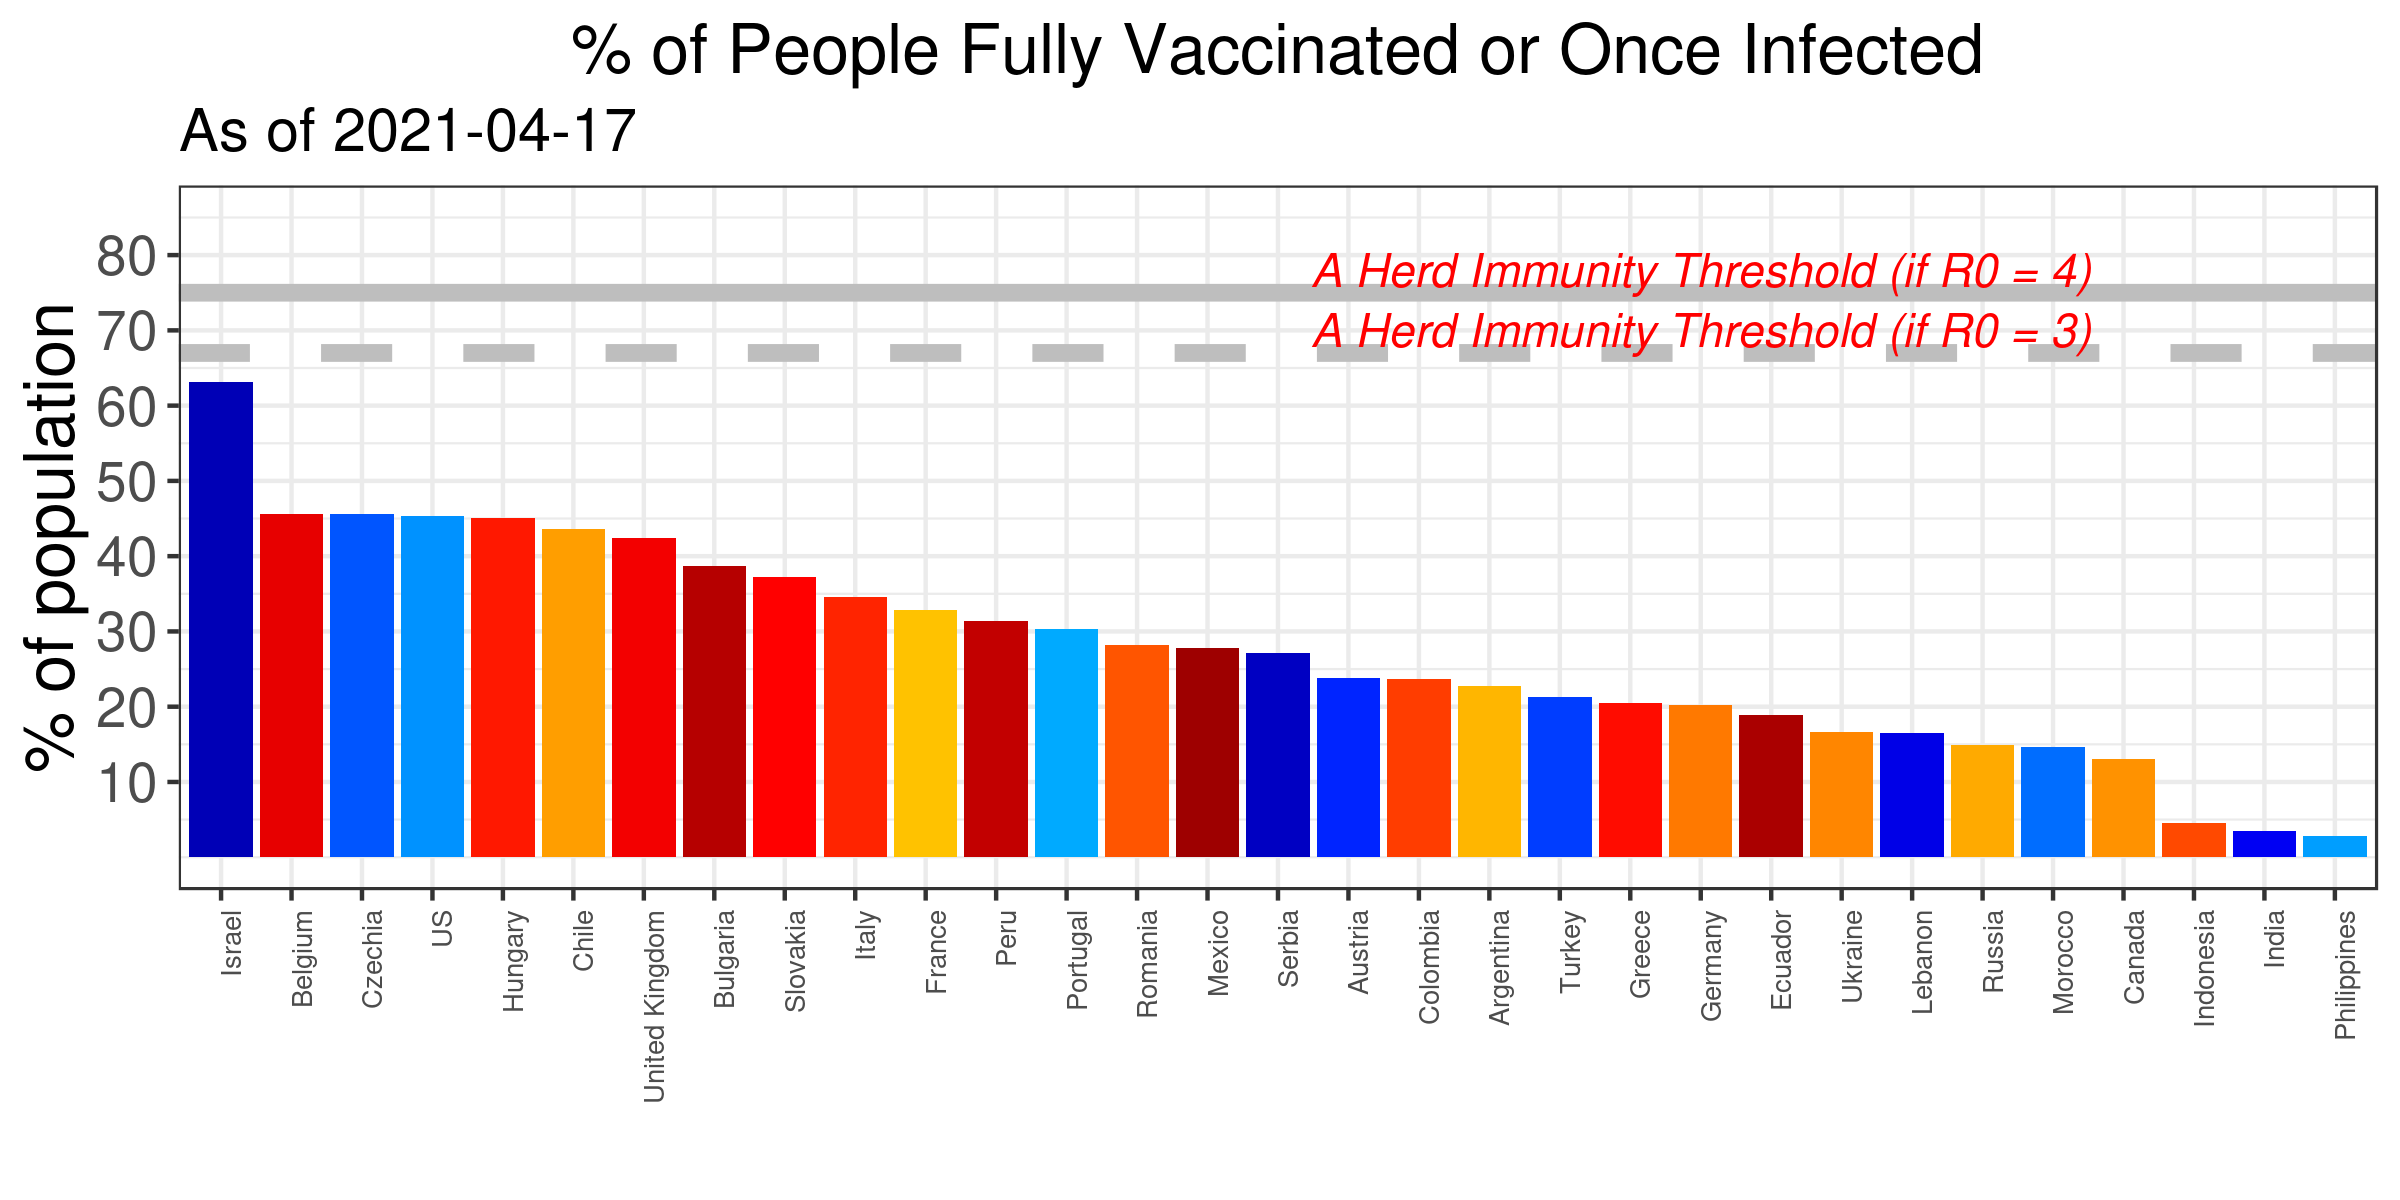 % of People Fully Vaccinated or Once Infected
As of 2021-04-17
% of population
80
70
60
50
40
30
20
10
A Herd Immunity Threshold (if R0 = 4)
A Herd Immunity Threshold (if R0 = 3)
Israel
Belgium
Czechia
US
Hungary
Chile
United Kingdom
Bulgaria
Slovakia
Italy
France
Peru
Portugal
Romania
Mexico
Serbia
Austria
Colombia
Argentina
Turkey
Greece
Germany
Ecuador
Ukraine
Lebanon
Russia
Morocco
Canada
Indonesia
India
Philippines